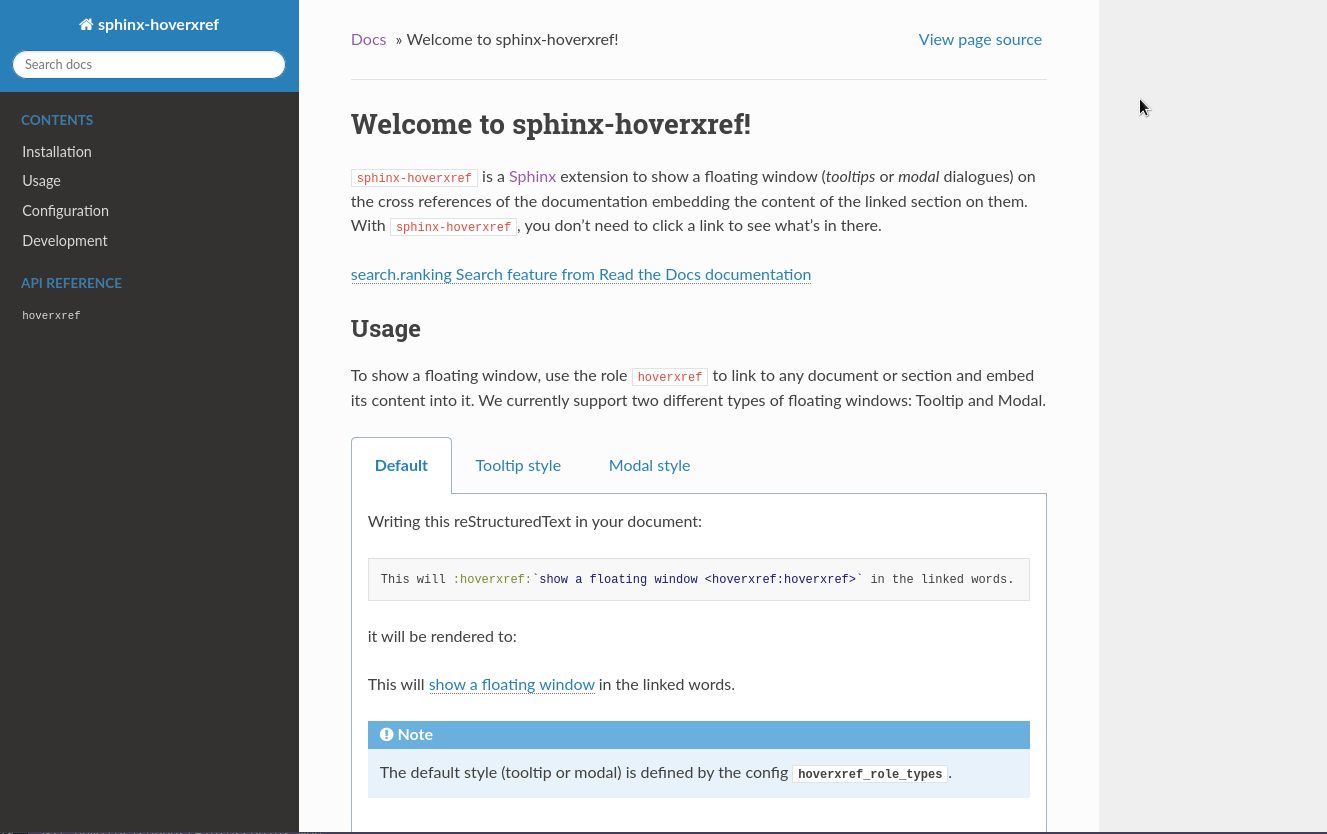 sphinx-hoverxref
Search docs
CONTENTS
Installation
Usage
Configuration
Development
API REFERENCE
hoverxref
Docs » Welcome to sphinx-hoverxref!
View page source
Welcome to sphinx-hoverxref!
sphinx-hoverxref is a Sphinx extension to show a floating window (tooltips or modal dialogues) on
the cross references of the documentation embedding the content of the linked section on them.
With sphinx-hoverxref, you don’t need to click a link to see what’s in there.
search.ranking Search feature from Read the Docs documentation
Usage
To show a floating window, use the role hoverxref to link to any document or section and embed
its content into it. We currently support two different types of floating windows: Tooltip and Modal.
Default Tooltip style Modal style
Writing this reStructuredText in your document:
This will :hoverxref:`show a floating window <hoverxref:hoverxref>` in the linked words.
it will be rendered to:
This will show a floating window in the linked words.
Note
The default style (tooltip or modal) is defined by the config hoverxref_role_types.